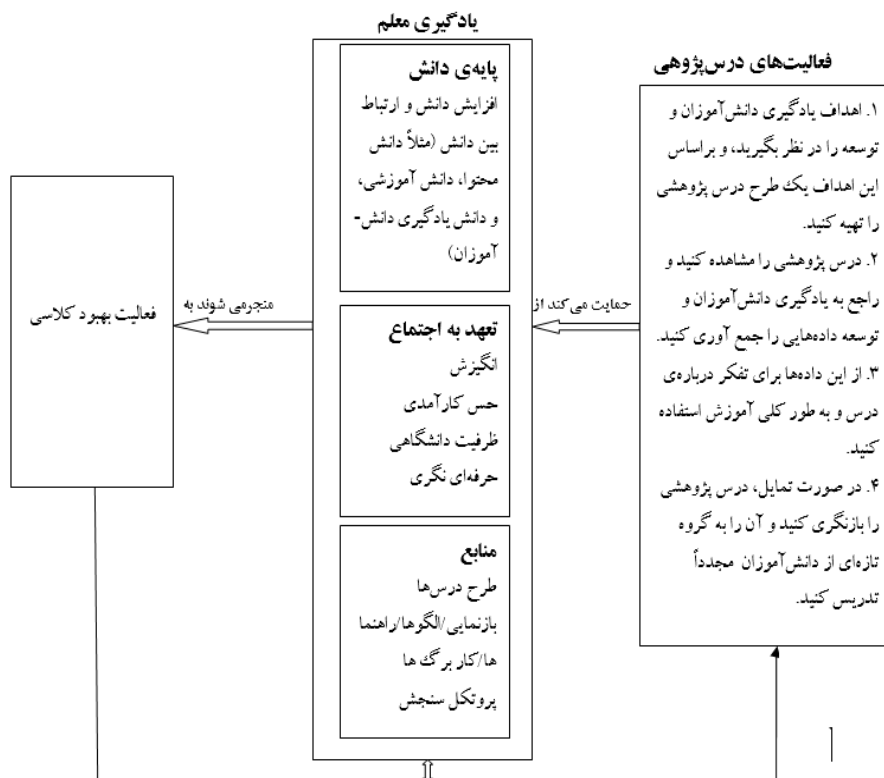 یادگیری معلم
فعالیت‌های درس‌پژوهی
۱. اهداف یادگیری دانش‌آموزان و
توسعه را در نظر بگیرید، و براساس
این اهداف یک طرح درس پژوهشی
را تهیه کنید.
۲. درس پژوهشی را مشاهده کنید و
راجع به یادگیری دانش‌آموزان و
توسعه داده‌هایی را جمع آوری کنید.
۳. از این داده‌ها برای تفکر درباره‌ی
درس و به طور کلی آموزش استفاده
کنید.
۴. در صورت تمایل، درس پژوهشی
را بازنگری کنید و آن را به گروه
تازه‌ای از دانش‌آموزان مجدداً
تدریس کنید.
حمایت می‌کند از
پایه‌ی دانش
افزایش دانش و ارتباط
بین دانش (مثلاً دانش
محتوا، دانش آموزشی،
و دانش یادگیری دانش-
آموزان)
تعهد به اجتماع
انگیزش
حس کارآمدی
ظرفیت دانشگاهی
حرفه‌ای نگری
منابع
طرح درس‌ها
بازنمایی/الگوها/راهنما
ها/کار برگ ها
پروتکل سنجش
منجرمی شوند به
فعالیت بهبود کلاسی